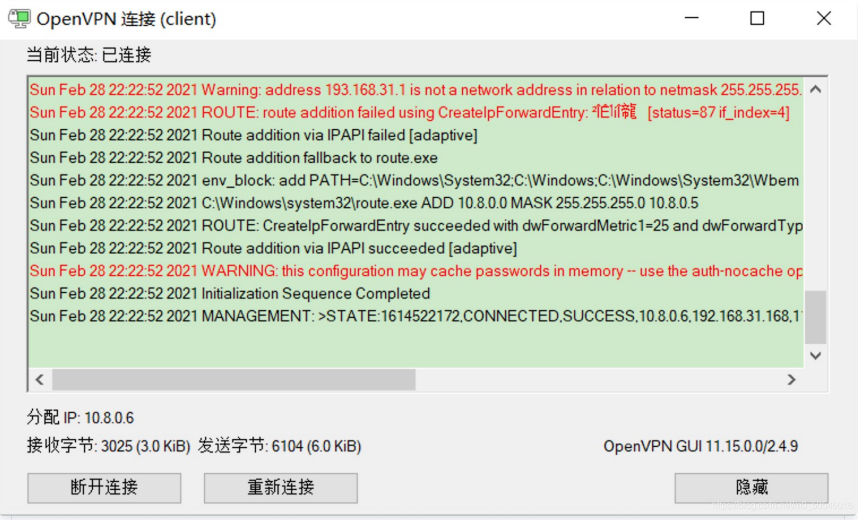 OpenVPN 连接 (client)
当前状态: 已连接
Sun Feb 28 22:22:52 2021 Warning: address 193.168.31.1 is not a network address in relation to netmask 255.255.255.
Sun Feb 28 22:22:52 2021 ROUTE: route addition failed using CreateIpForwardEntry: [status=87 if_index=4]
Sun Feb 28 22:22:52 2021 Route addition via IPAPI failed [adaptive]
Sun Feb 28 22:22:52 2021 Route addition fallback to route.exe
Sun Feb 28 22:22:52 2021 env_block: add PATH=C:\Windows\System32;C:\Windows;C:\Windows\System32\Wbem
Sun Feb 28 22:22:52 2021 C:\Windows\system32\route.exe ADD 10.8.0.0 MASK 255.255.255.0 10.8.0.5
Sun Feb 28 22:22:52 2021 ROUTE: CreateIpForwardEntry succeeded with dwForwardMetric1=25 and dwForwardTyp
Sun Feb 28 22:22:52 2021 Route addition via IPAPI succeeded [adaptive]
Sun Feb 28 22:22:52 2021 WARNING: this configuration may cache passwords in memory -- use the auth-nocache op
Sun Feb 28 22:22:52 2021 Initialization Sequence Completed
Sun Feb 28 22:22:52 2021 MANAGEMENT: >STATE:1614522172,CONNECTED,SUCCESS,10.8.0.6,192.168.31.168,1
分配 IP: 10.8.0.6
接收字节: 3025 (3.0 KiB) 发送字节: 6104 (6.0 KiB) OpenVPN GUI 11.15.0.0/2.4.9
断开连接 重新连接 隐藏